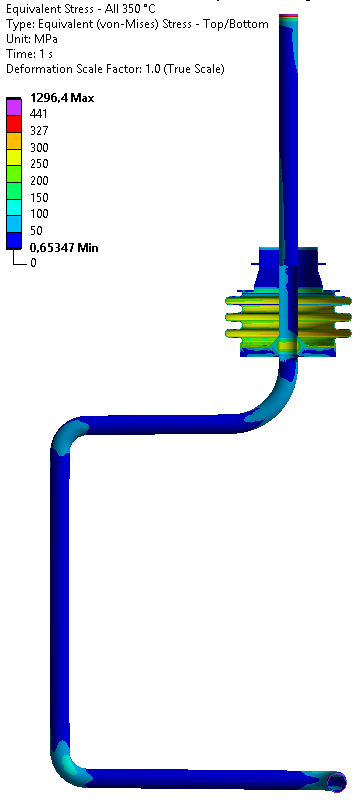 Equivalent Stress - All 350 °C
Type: Equivalent (von-Mises) Stress - Top/Bottom
Unit: MPa
Time: 1 s
Deformation Scale Factor: 1.0 (True Scale)
1296,4 Max
441
327
300
250
200
150
100
50
0,65347 Min
0